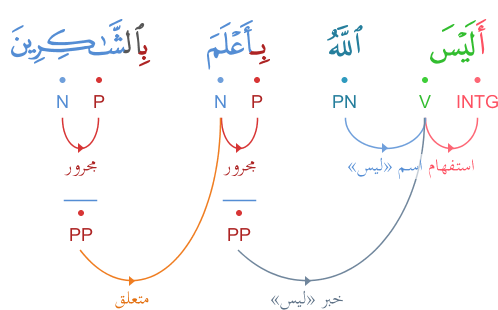 أَلَيْسَ ٱللَّهُ بِأَعْلَمَ بِٱلشَّـٰكِرِينَ
INTG V PN P N P N
استفهام اسم «ليس» مجرور مجرور
PP PP
خبر «ليس» متعلق